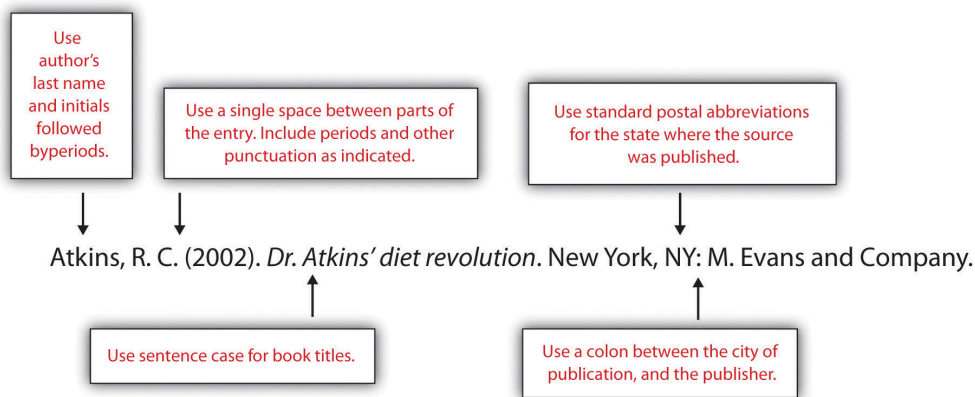 Use
author's
last name
and initials
followed
byperiods.
Use a single space between parts of
the entry. Include periods and other
punctuation as indicated.
Use standard postal abbreviations
for the state where the source
was published.
Atkins, R. C. (2002). Dr. Atkins' diet revolution. New York, NY: M. Evans and Company.
Use sentence case for book titles.
Use a colon between the city of
publication, and the publisher.